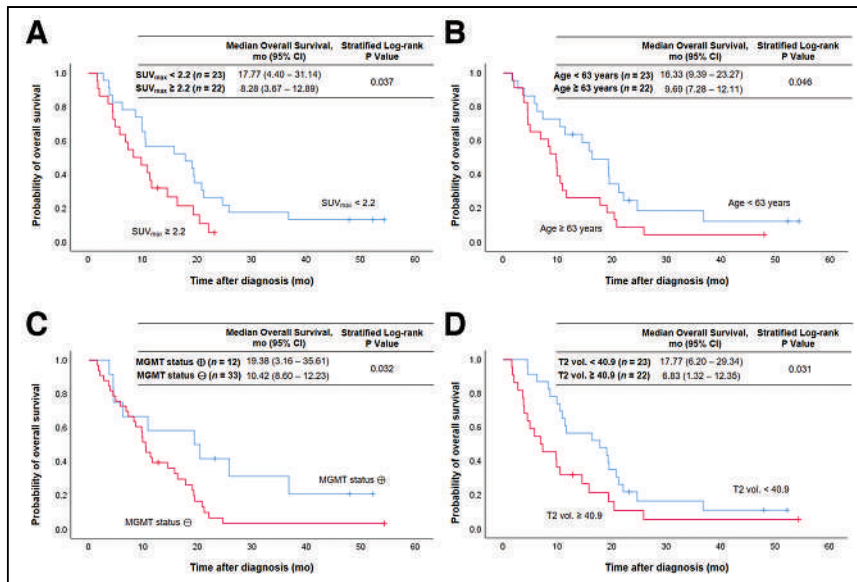 A
Median Overall Survival, mo (95% CI)
Stratified Log-rank P Value
SUVmax < 2.2 (n = 23) 17.77 (4.40 – 31.14)
SUVmax ≥ 2.2 (n = 22) 8.28 (3.67 – 12.89)
0.037
Probability of overall survival
1.0
0.8
0.6
0.4
0.2
0.0
SUVmax < 2.2
SUVmax ≥ 2.2
0 10 20 30 40 50 60
Time after diagnosis (mo)
B
Median Overall Survival, mo (95% CI)
Stratified Log-rank P Value
Age < 63 years (n = 23) 16.33 (9.39 – 23.27)
Age ≥ 63 years (n = 22) 9.69 (7.28 – 12.11)
0.046
Probability of overall survival
1.0
0.8
0.6
0.4
0.2
0.0
Age < 63 years
Age ≥ 63 years
0 10 20 30 40 50 60
Time after diagnosis (mo)
C
Median Overall Survival, mo (95% CI)
Stratified Log-rank P Value
MGMT status ⊕ (n = 12) 19.38 (3.16 – 35.61)
MGMT status ⊖ (n = 33) 10.42 (8.60 – 12.23)
0.032
Probability of overall survival
1.0
0.8
0.6
0.4
0.2
0.0
MGMT status ⊕
MGMT status ⊖
0 10 20 30 40 50 60
Time after diagnosis (mo)
D
Median Overall Survival, mo (95% CI)
Stratified Log-rank P Value
T2 vol. < 40.9 (n = 23) 17.77 (6.20 – 29.34)
T2 vol. ≥ 40.9 (n = 22) 6.83 (1.32 – 12.35)
0.031
Probability of overall survival
1.0
0.8
0.6
0.4
0.2
0.0
T2 vol. < 40.9
T2 vol. ≥ 40.9
0 10 20 30 40 50 60
Time after diagnosis (mo)